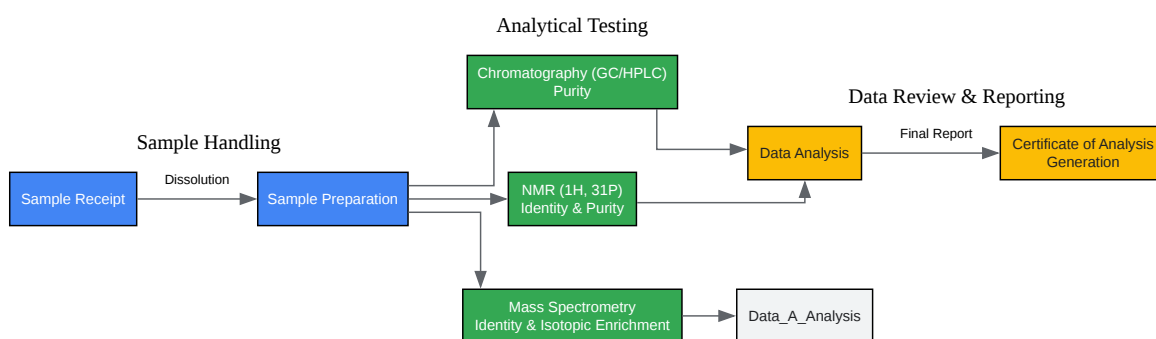 Analytical Testing
Chromatography (GC/HPLC)
Purity
Data Review & Reporting
Sample Handling
Final Report
Data Analysis
Certificate of Analysis
Generation
Dissolution
Sample Receipt
Sample Preparation
NMR (1H, 31P)
Identity & Purity
Mass Spectrometry
Identity & Isotopic Enrichment
Data_A_Analysis